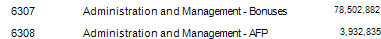 6307 Administration and Management - Bonuses 78,502,882
6308 Administration and Management - AFP 3,932,835